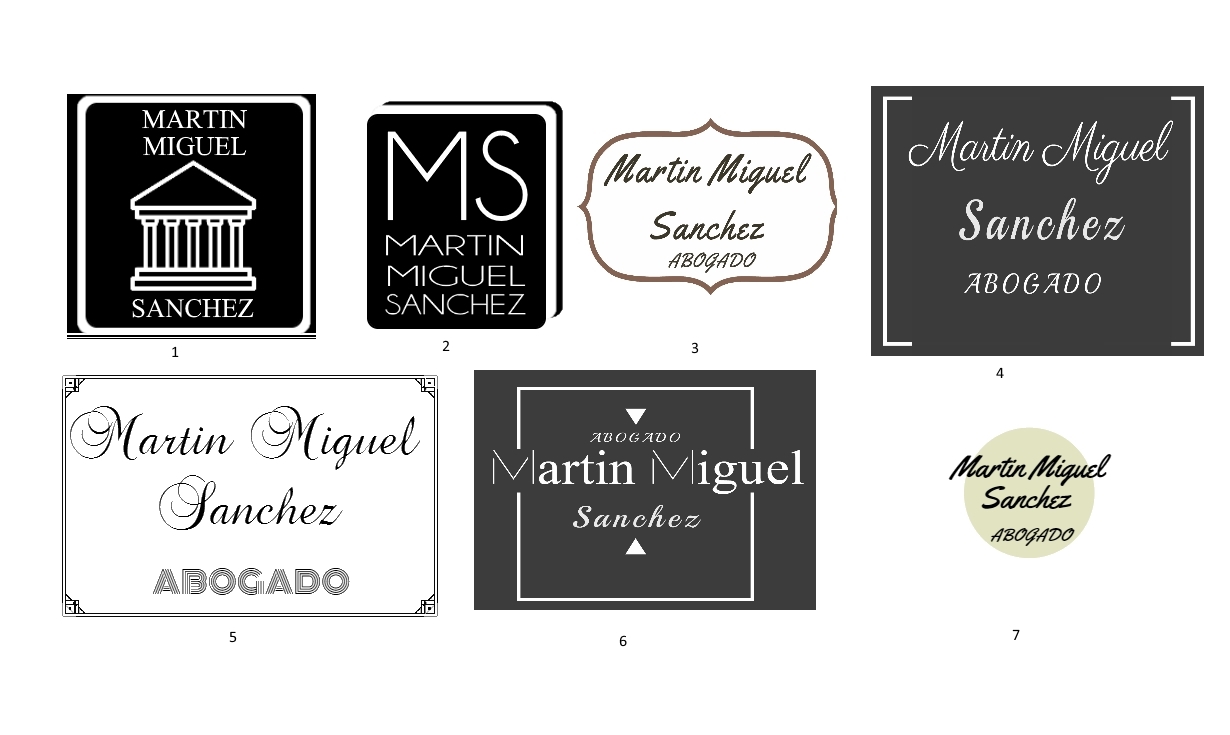 MARTIN
MIGUEL
SANCHEZ
1
MS
MARTIN
MIGUEL
SANCHEZ
2
Martin Miguel
Sanchez
ABOGADO
3
Martin Miguel
Sanchez
ABOGADO
4
Martin Miguel
Sanchez
ABOGADO
5
ABOGADO
Martin Miguel
Sanchez
6
Martin Miguel
Sanchez
ABOGADO
7